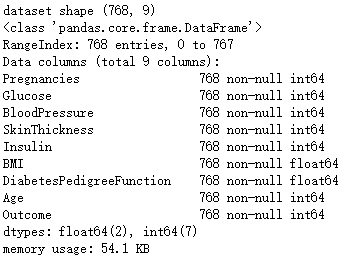 dataset shape (768, 9)
<class 'pandas.core.frame.DataFrame'>
RangeIndex: 768 entries, 0 to 767
Data columns (total 9 columns):
Pregnancies                 768 non-null int64
Glucose                     768 non-null int64
BloodPressure               768 non-null int64
SkinThickness               768 non-null int64
Insulin                     768 non-null int64
BMI                         768 non-null float64
DiabetesPedigreeFunction    768 non-null float64
Age                         768 non-null int64
Outcome                     768 non-null int64
dtypes: float64(2), int64(7)
memory usage: 54.1 KB